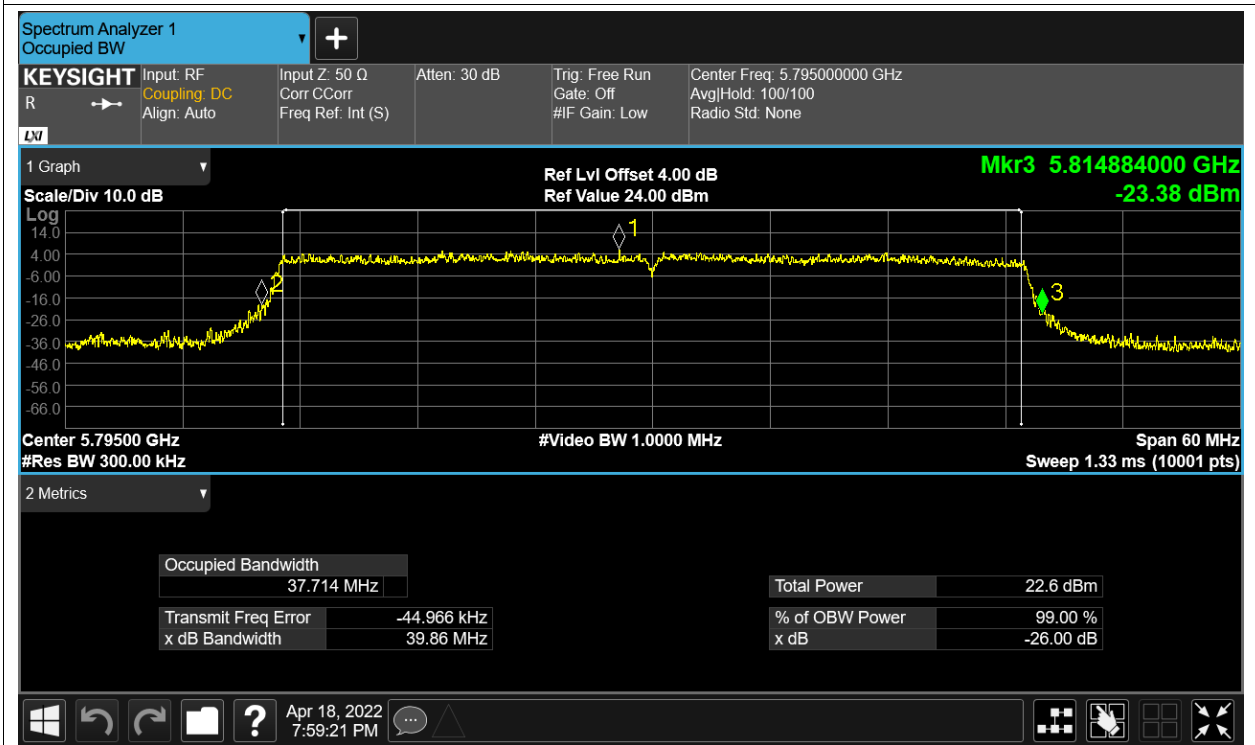 Spectrum Analyzer 1
Occupied BW
KEYSIGHT
R
LXI
Input: RF
Coupling: DC
Align: Auto
Input Z: 50 Ω
Corr CCorr
Freq Ref: Int (S)
Atten: 30 dB
Trig: Free Run
Gate: Off
#IF Gain: Low
Center Freq: 5.795000000 GHz
Avg|Hold: 100/100
Radio Std: None
1 Graph
Scale/Div 10.0 dB
Ref Lvl Offset 4.00 dB
Ref Value 24.00 dBm
Mkr3 5.814884000 GHz
-23.38 dBm
Log
14.0
4.00
-6.00
-16.0
-26.0
-36.0
-46.0
-56.0
-66.0
1
2
3
Center 5.79500 GHz
#Video BW 1.0000 MHz
Span 60 MHz
#Res BW 300.00 kHz
Sweep 1.33 ms (10001 pts)
2 Metrics
Occupied Bandwidth
37.714 MHz
Transmit Freq Error -44.966 kHz
x dB Bandwidth 39.86 MHz
Total Power 22.6 dBm
% of OBW Power 99.00 %
x dB -26.00 dB
?
Apr 18, 2022
7:59:21 PM